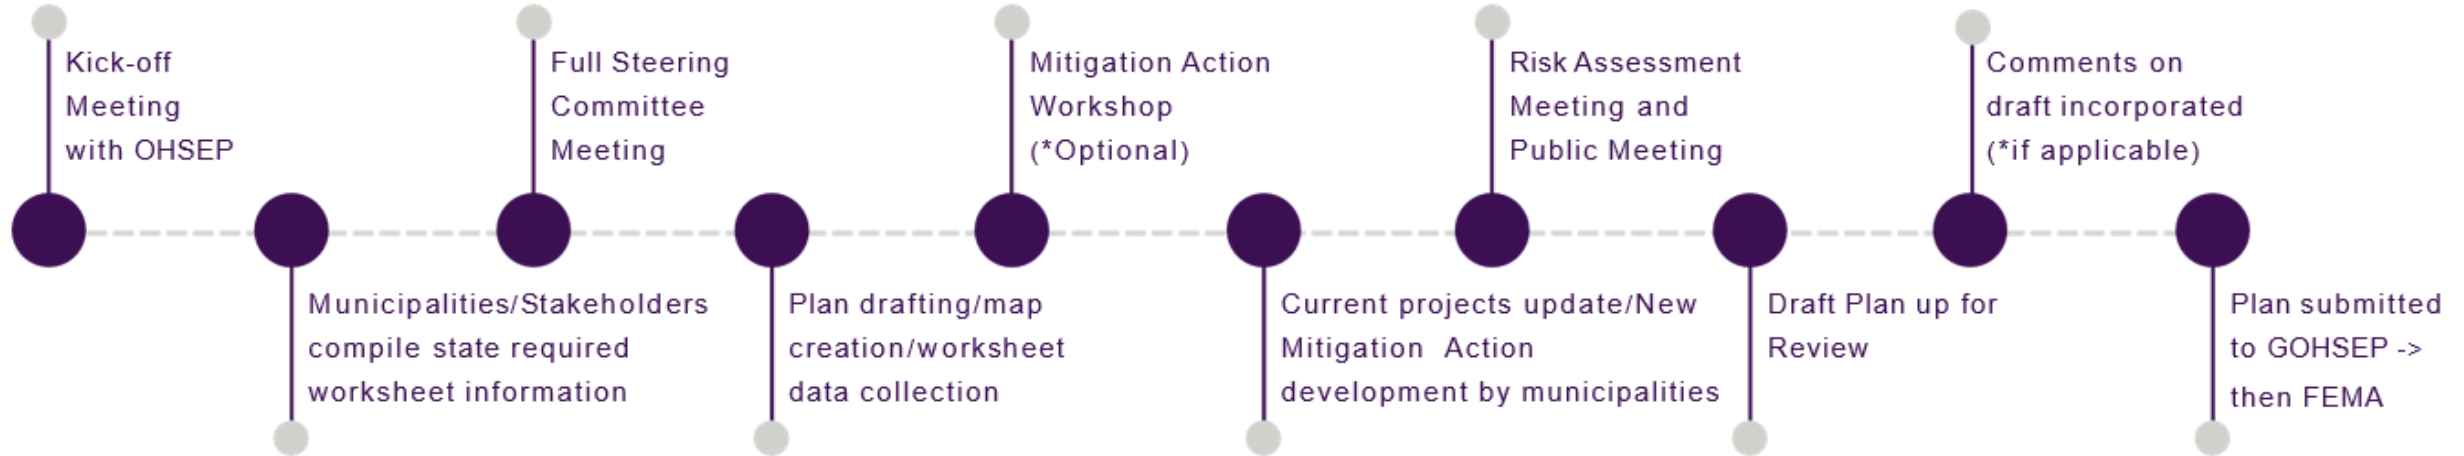 Kick-off
Meeting
with OHSEP
Municipalities/Stakeholders
compile state required
worksheet information
Full Steering
Committee
Meeting
Plan drafting/map
creation/worksheet
data collection
Mitigation Action
Workshop
(*Optional)
Current projects update/New
Mitigation Action
development by municipalities
Risk Assessment
Meeting and
Public Meeting
Draft Plan up for
Review
Comments on
draft incorporated
(*if applicable)
Plan submitted
to GOHSEP ->
then FEMA